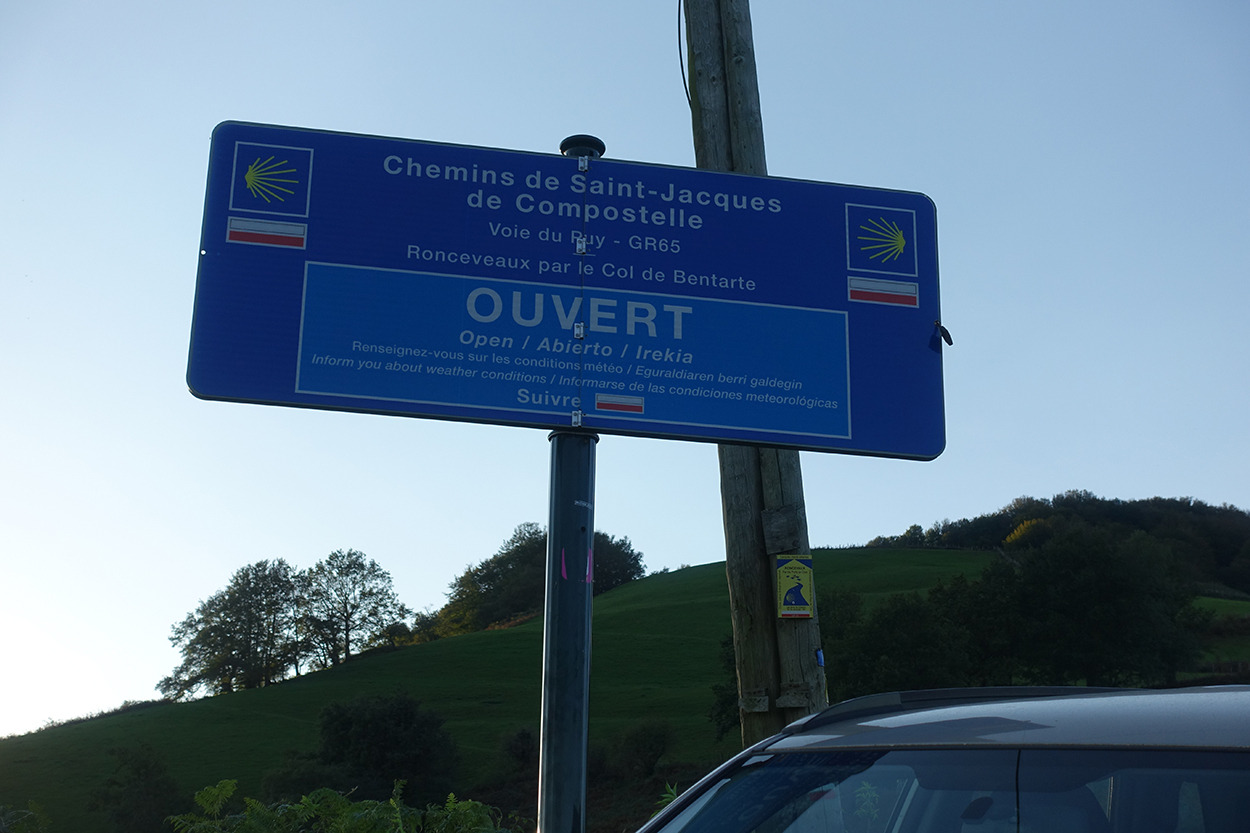 Chemins de Saint-Jacques
de Compostelle
Voie du Puy - GR65
Ronceveaux par le Col de Bentarte
OUVERT
Open / Abierto / Irekia
Renseignez-vous sur les conditions météo / Eguraldiaren berri galdegin
Inform you about weather conditions / Informarse de las condiciones meteorológicas
Suivre